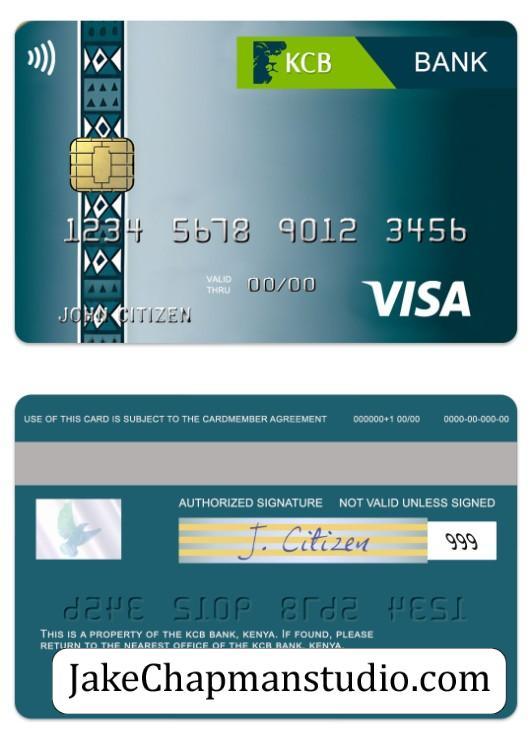 KCB BANK
1234 5678 9012 3456
VALID
THRU 00/00
VISA
JOHN CITIZEN
USE OF THIS CARD IS SUBJECT TO THE CARDMEMBER AGREEMENT 000000+1 00/00 0000-00-000-00
AUTHORIZED SIGNATURE NOT VALID UNLESS SIGNED
J. Citizen 999
THIS IS A PROPERTY OF THE KCB BANK, KENYA. IF FOUND, PLEASE
RETURN TO THE NEAREST OFFICE OF THE KCB BANK, KENYA.
JakeChapmanstudio.com